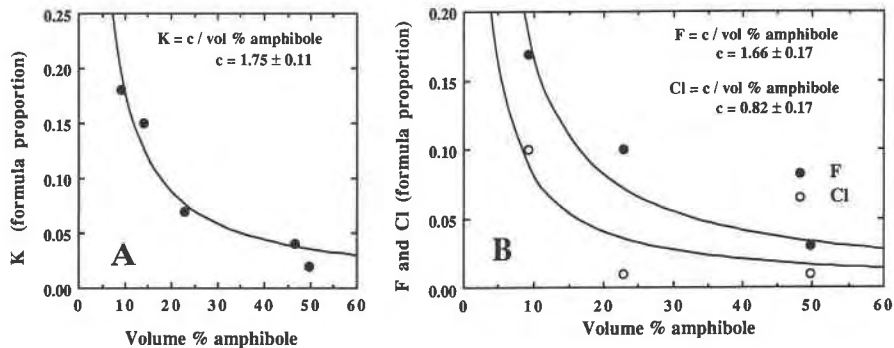 0.25
0.20
0.15
0.10
0.05
0.00
K (formula proportion)
K = c / vol % amphibole
c = 1.75 ± 0.11
A
0 10 20 30 40 50 60
Volume % amphibole
0.20
0.15
0.10
0.05
0.00
F and Cl (formula proportion)
F = c / vol % amphibole
c = 1.66 ± 0.17
Cl = c / vol % amphibole
c = 0.82 ± 0.17
F
Cl
B
0 10 20 30 40 50 60
Volume % amphibole